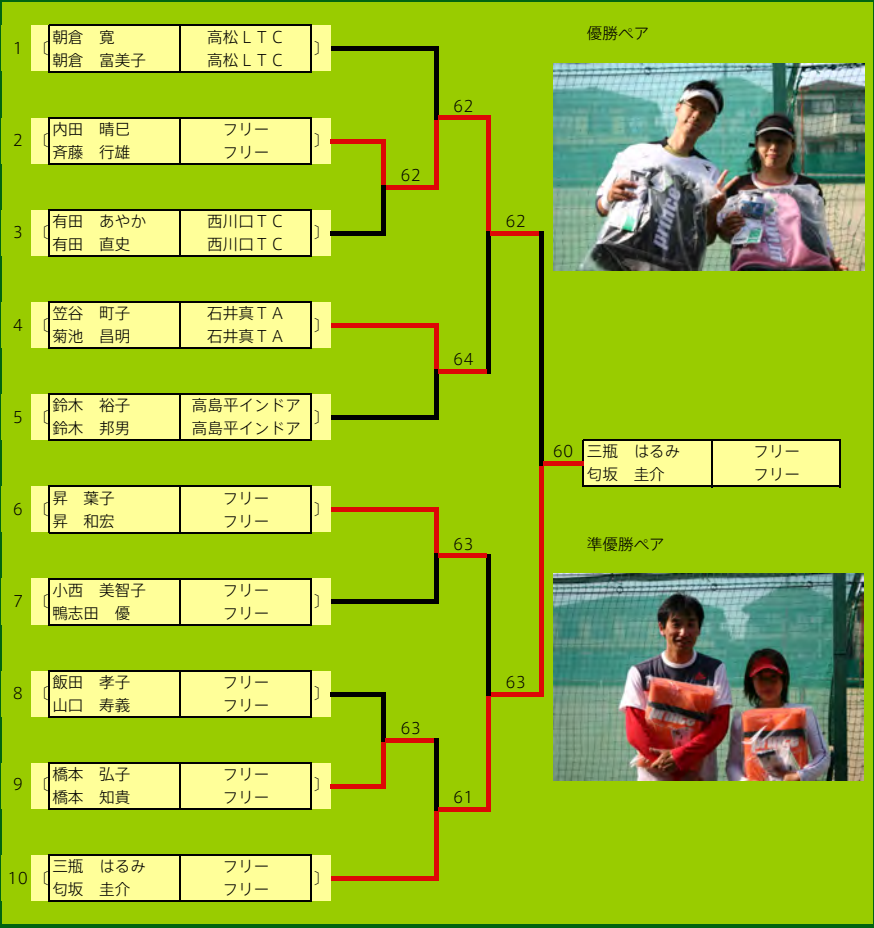 優勝ペア
1 〔 朝倉　寛 高松ＬＴＣ 〕
朝倉　富美子 高松ＬＴＣ
62
2 〔 内田　晴巳 フリー 〕
斉藤　行雄 フリー
62
3 〔 有田　あやか 西川口ＴＣ 〕
有田　直史 西川口ＴＣ
62
4 〔 笠谷　町子 石井真ＴＡ 〕
菊池　昌明 石井真ＴＡ
64
5 〔 鈴木　裕子 高島平インドア 〕
鈴木　邦男 高島平インドア
60 三瓶　はるみ フリー
匂坂　圭介 フリー
6 〔 昇　葉子 フリー 〕
昇　和宏 フリー
63
準優勝ペア
7 〔 小西　美智子 フリー 〕
鴨志田　優 フリー
8 〔 飯田　孝子 フリー 〕
山口　寿義 フリー
63
63
9 〔 橋本　弘子 フリー 〕
橋本　知貴 フリー
61
10 〔 三瓶　はるみ フリー 〕
匂坂　圭介 フリー
prince
prince